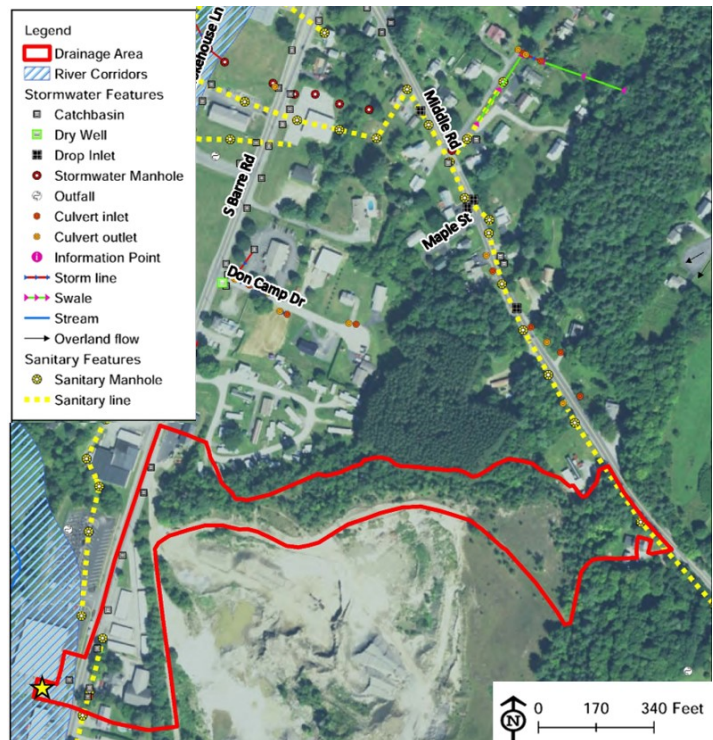 Legend
Drainage Area
River Corridors
Stormwater Features
Catchbasin
Dry Well
Drop Inlet
Stormwater Manhole
Outfall
Culvert inlet
Culvert outlet
Information Point
Storm line
Swale
Stream
Overland flow
Sanitary Features
Sanitary Manhole
Sanitary line
Middle Rd
S Barre Rd
Maple St
Don Camp Dr
N
0 170 340 Feet